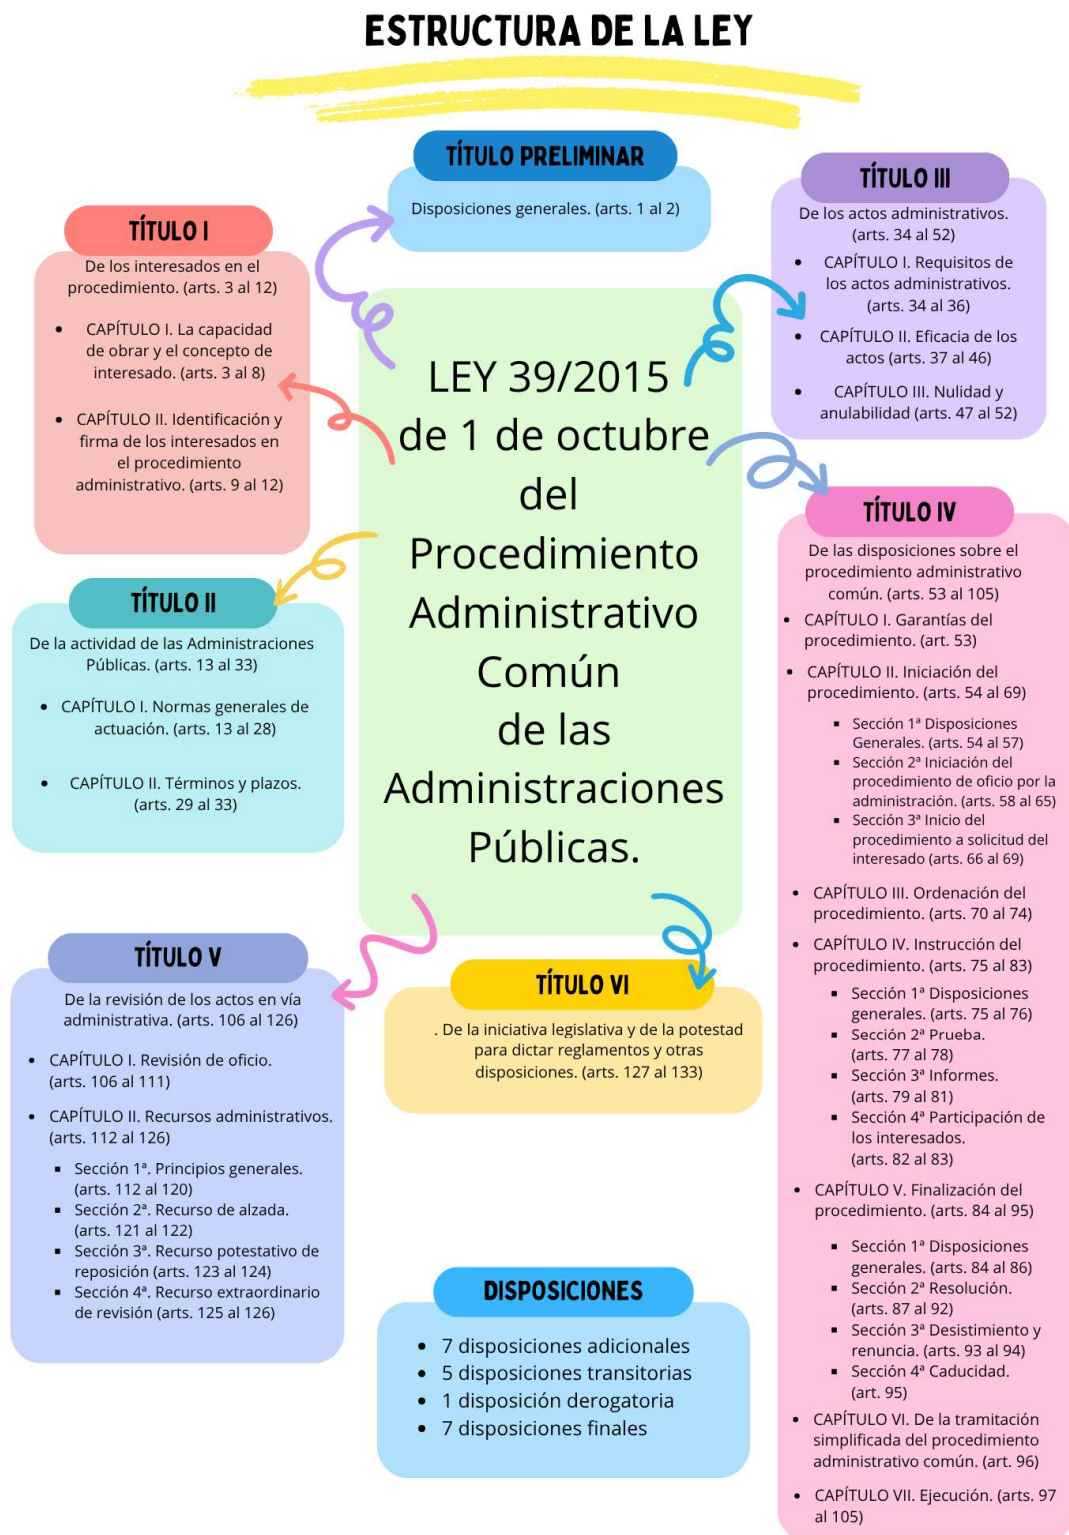 ESTRUCTURA DE LA LEY
TÍTULO PRELIMINAR
Disposiciones generales. (arts. 1 al 2)
TÍTULO I
De los interesados en el
procedimiento. (arts. 3 al 12)
• CAPÍTULO I. La capacidad
de obrar y el concepto de
interesado. (arts. 3 al 8)
• CAPÍTULO II. Identificación y
firma de los interesados en
el procedimiento
administrativo. (arts. 9 al 12)
TÍTULO II
De la actividad de las Administraciones
Públicas. (arts. 13 al 33)
• CAPÍTULO I. Normas generales de
actuación. (arts. 13 al 28)
• CAPÍTULO II. Términos y plazos.
(arts. 29 al 33)
LEY 39/2015
de 1 de octubre
del
Procedimiento
Administrativo
Común
de las
Administraciones
Públicas.
TÍTULO III
De los actos administrativos.
(arts. 34 al 52)
• CAPÍTULO I. Requisitos de
los actos administrativos.
(arts. 34 al 36)
• CAPÍTULO II. Eficacia de los
actos (arts. 37 al 46)
• CAPÍTULO III. Nulidad y
anulabilidad (arts. 47 al 52)
TÍTULO IV
De las disposiciones sobre el
procedimiento administrativo
común. (arts. 53 al 105)
• CAPÍTULO I. Garantías del
procedimiento. (art. 53)
• CAPÍTULO II. Iniciación del
procedimiento. (arts. 54 al 69)
▪ Sección 1ª Disposiciones
Generales. (arts. 54 al 57)
▪ Sección 2ª Iniciación del
procedimiento de oficio por la
administración. (arts. 58 al 65)
▪ Sección 3ª Inicio del
procedimiento a solicitud del
interesado (arts. 66 al 69)
• CAPÍTULO III. Ordenación del
procedimiento. (arts. 70 al 74)
• CAPÍTULO IV. Instrucción del
procedimiento. (arts. 75 al 83)
▪ Sección 1ª Disposiciones
generales. (arts. 75 al 76)
▪ Sección 2ª Prueba.
(arts. 77 al 78)
▪ Sección 3ª Informes.
(arts. 79 al 81)
▪ Sección 4ª Participación de
los interesados.
(arts. 82 al 83)
• CAPÍTULO V. Finalización del
procedimiento. (arts. 84 al 95)
▪ Sección 1ª Disposiciones
generales. (arts. 84 al 86)
▪ Sección 2ª Resolución.
(arts. 87 al 92)
▪ Sección 3ª Desistimiento y
renuncia. (arts. 93 al 94)
▪ Sección 4ª Caducidad.
(art. 95)
• CAPÍTULO VI. De la tramitación
simplificada del procedimiento
administrativo común. (art. 96)
• CAPÍTULO VII. Ejecución. (arts. 97
al 105)
TÍTULO V
De la revisión de los actos en vía
administrativa. (arts. 106 al 126)
• CAPÍTULO I. Revisión de oficio.
(arts. 106 al 111)
• CAPÍTULO II. Recursos administrativos.
(arts. 112 al 126)
▪ Sección 1ª. Principios generales.
(arts. 112 al 120)
▪ Sección 2ª. Recurso de alzada.
(arts. 121 al 122)
▪ Sección 3ª. Recurso potestativo de
reposición (arts. 123 al 124)
▪ Sección 4ª. Recurso extraordinario
de revisión (arts. 125 al 126)
TÍTULO VI
. De la iniciativa legislativa y de la potestad
para dictar reglamentos y otras
disposiciones. (arts. 127 al 133)
DISPOSICIONES
• 7 disposiciones adicionales
• 5 disposiciones transitorias
• 1 disposición derogatoria
• 7 disposiciones finales